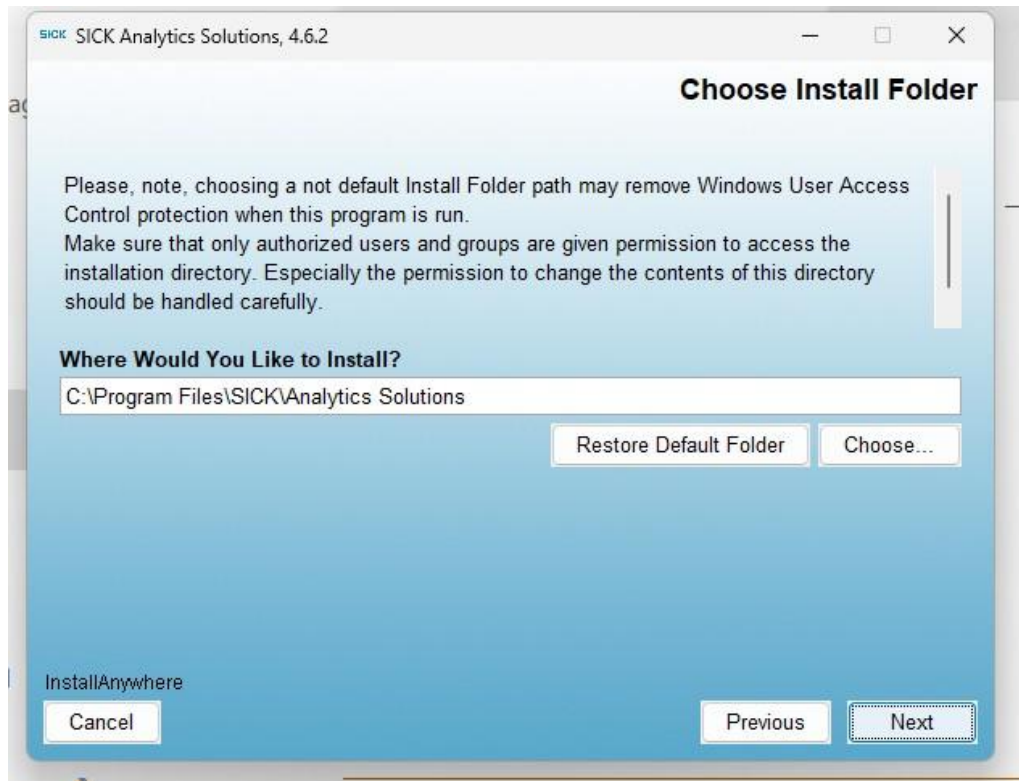 SICK SICK Analytics Solutions, 4.6.2
Choose Install Folder
Please, note, choosing a not default Install Folder path may remove Windows User Access
Control protection when this program is run.
Make sure that only authorized users and groups are given permission to access the
installation directory. Especially the permission to change the contents of this directory
should be handled carefully.
Where Would You Like to Install?
C:\Program Files\SICK\Analytics Solutions
Restore Default Folder Choose...
InstallAnywhere
Cancel Previous Next